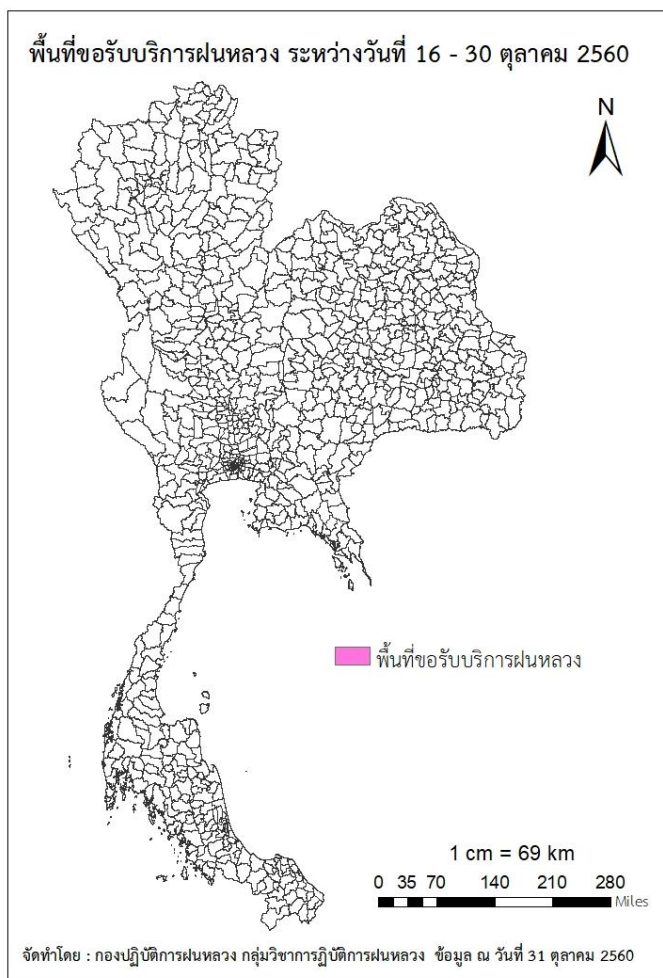 พื้นที่ขอรับบริการฝนหลวง ระหว่างวันที่ 16 - 30 ตุลาคม 2560
N
พื้นที่ขอรับบริการฝนหลวง
1 cm = 69 km
0 35 70 140 210 280
Miles
จัดทำโดย : กองปฏิบัติการฝนหลวง กลุ่มวิชาการฏิบัติการฝนหลวง ข้อมูล ณ วันที่ 31 ตุลาคม 2560